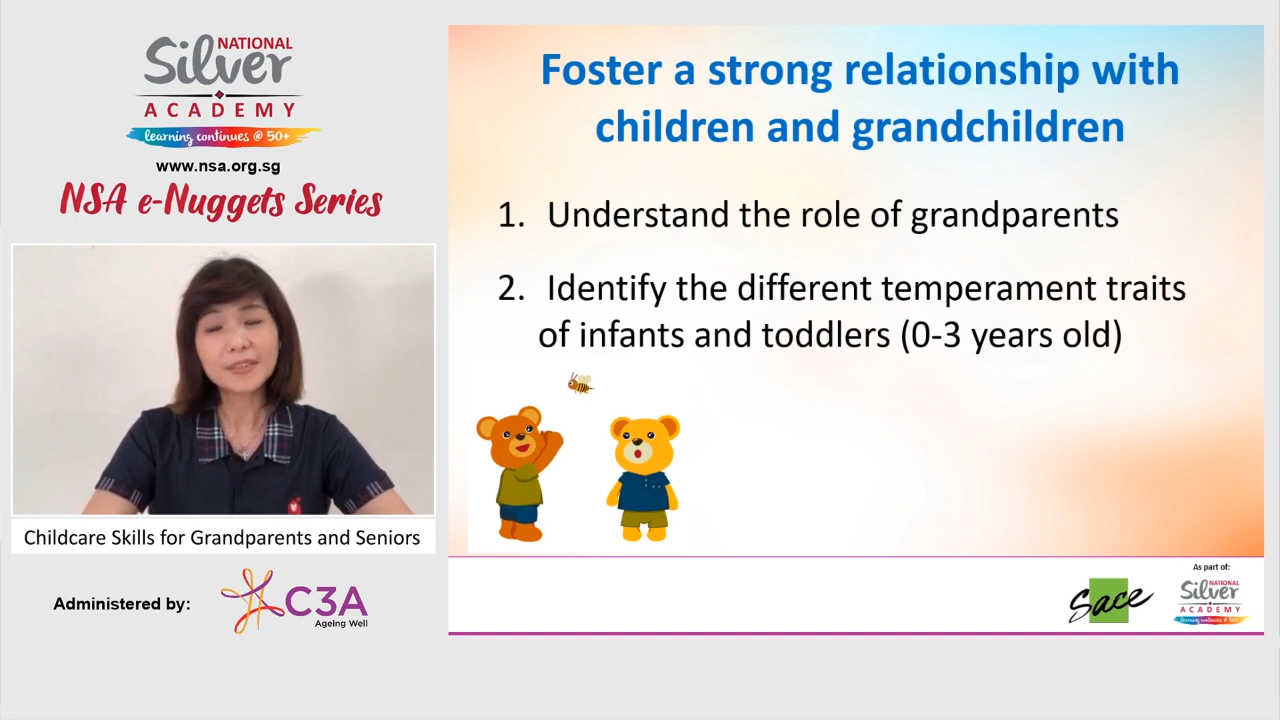 NATIONAL
Silver
ACADEMY
learning continues @ 50+
www.nsa.org.sg
NSA e-Nuggets Series
Childcare Skills for Grandparents and Seniors
Administered by:
C3A
Ageing Well
Foster a strong relationship with
children and grandchildren
1. Understand the role of grandparents
2. Identify the different temperament traits
of infants and toddlers (0-3 years old)
Sace
As part of:
NATIONAL
Silver
ACADEMY
learning continues @ 50+